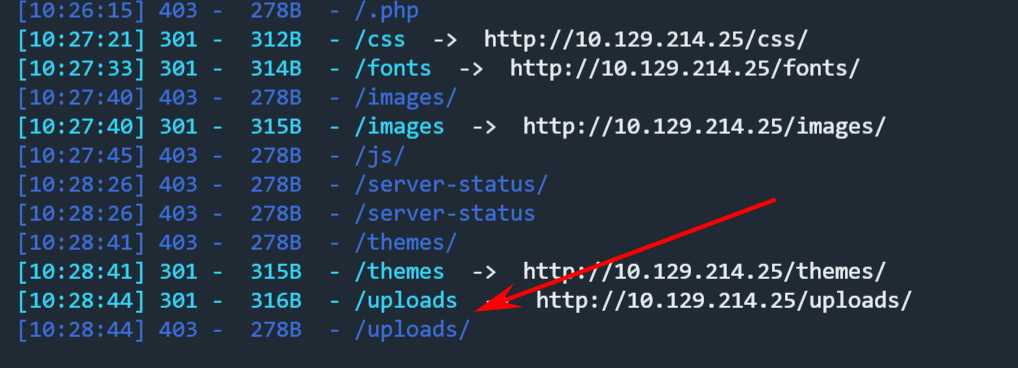 [10:26:15] 403 - 278B - /.php
[10:27:21] 301 - 312B - /css -> http://10.129.214.25/css/
[10:27:33] 301 - 314B - /fonts -> http://10.129.214.25/fonts/
[10:27:40] 403 - 278B - /images/
[10:27:40] 301 - 315B - /images -> http://10.129.214.25/images/
[10:27:45] 403 - 278B - /js/
[10:28:26] 403 - 278B - /server-status/
[10:28:26] 403 - 278B - /server-status
[10:28:41] 403 - 278B - /themes/
[10:28:41] 301 - 315B - /themes -> http://10.129.214.25/themes/
[10:28:44] 301 - 316B - /uploads -> http://10.129.214.25/uploads/
[10:28:44] 403 - 278B - /uploads/